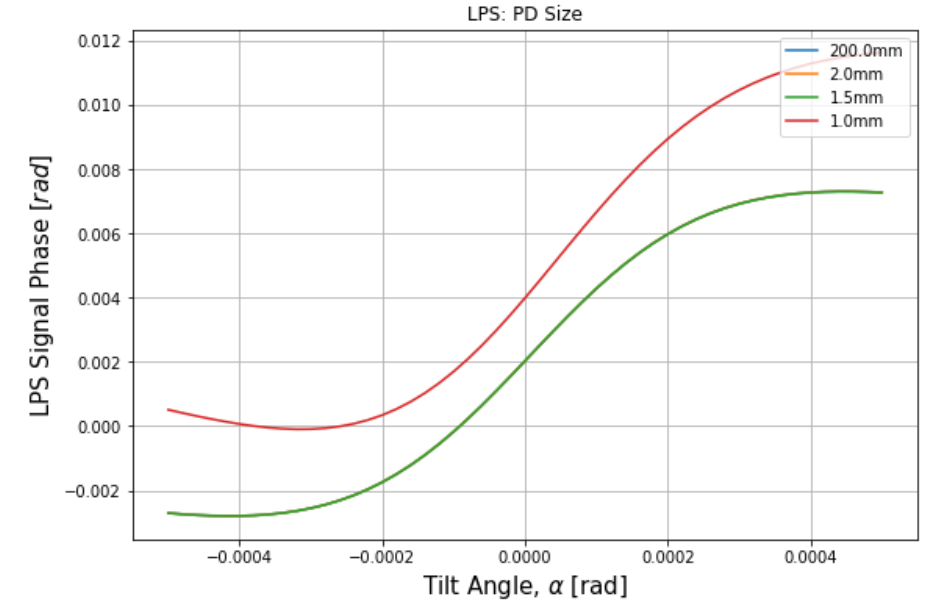 LPS: PD Size
LPS Signal Phase [rad]
0.012
0.010
0.008
0.006
0.004
0.002
0.000
−0.002
200.0mm
2.0mm
1.5mm
1.0mm
−0.0004
−0.0002
0.0000
0.0002
0.0004
Tilt Angle, α [rad]